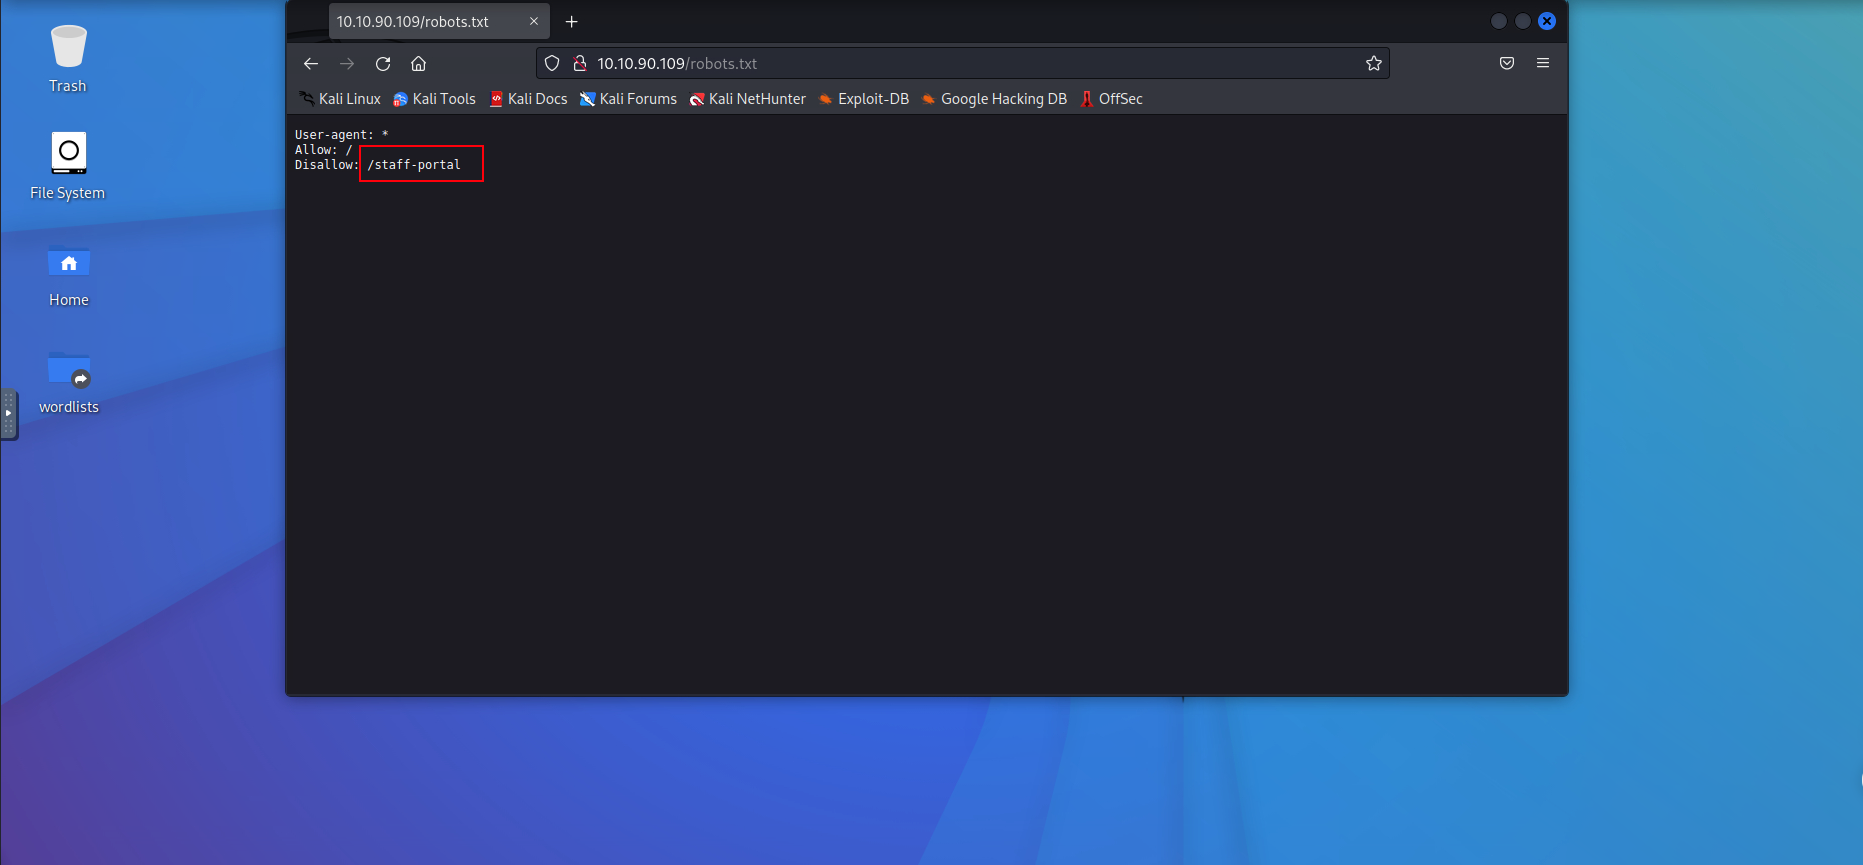 10.10.90.109/robots.txt
10.10.90.109/robots.txt
Kali Linux Kali Tools Kali Docs Kali Forums Kali NetHunter Exploit-DB Google Hacking DB OffSec
User-agent: *
Allow: /
Disallow: /staff-portal
Trash
File System
Home
wordlists